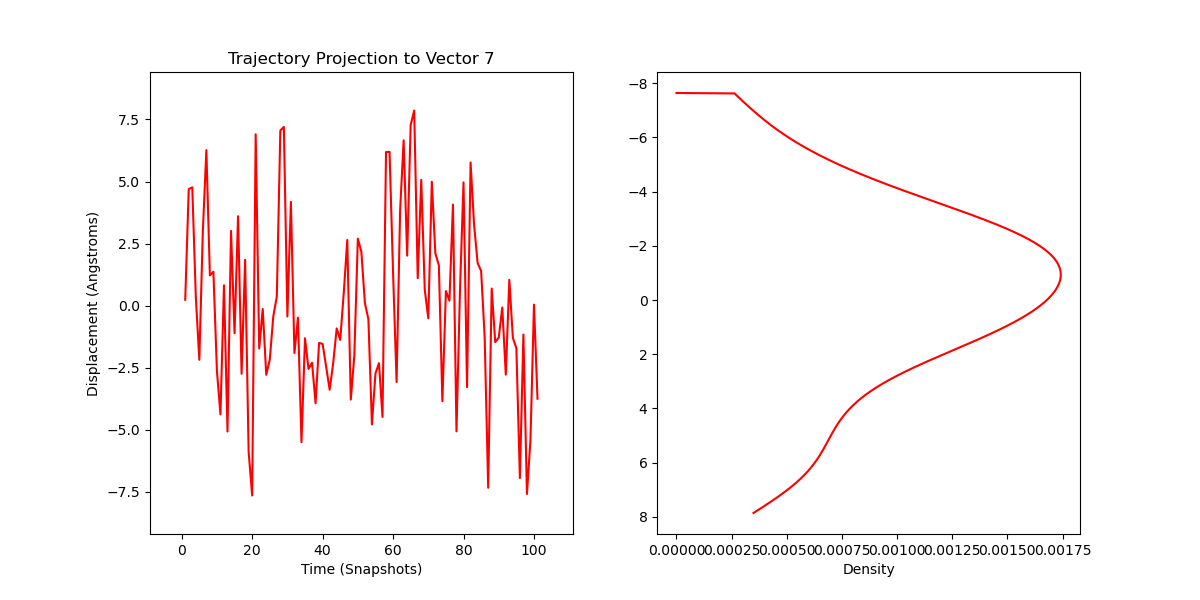 Trajectory Projection to Vector 7
Displacement (Angstroms)
7.5
5.0
2.5
0.0
−2.5
−5.0
−7.5
0 20 40 60 80 100
Time (Snapshots)
−8
−6
−4
−2
0
2
4
6
8
0.00000 0.00025 0.00050 0.00075 0.00100 0.00125 0.00150 0.00175
Density